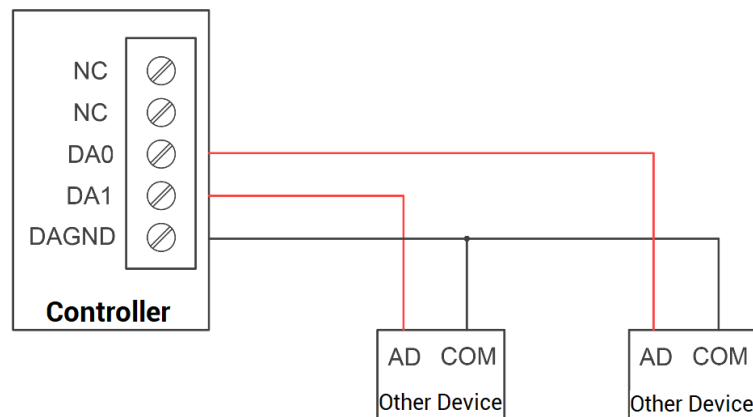 NC
NC
DA0
DA1
DAGND
Controller
AD COM
Other Device
AD COM
Other Device